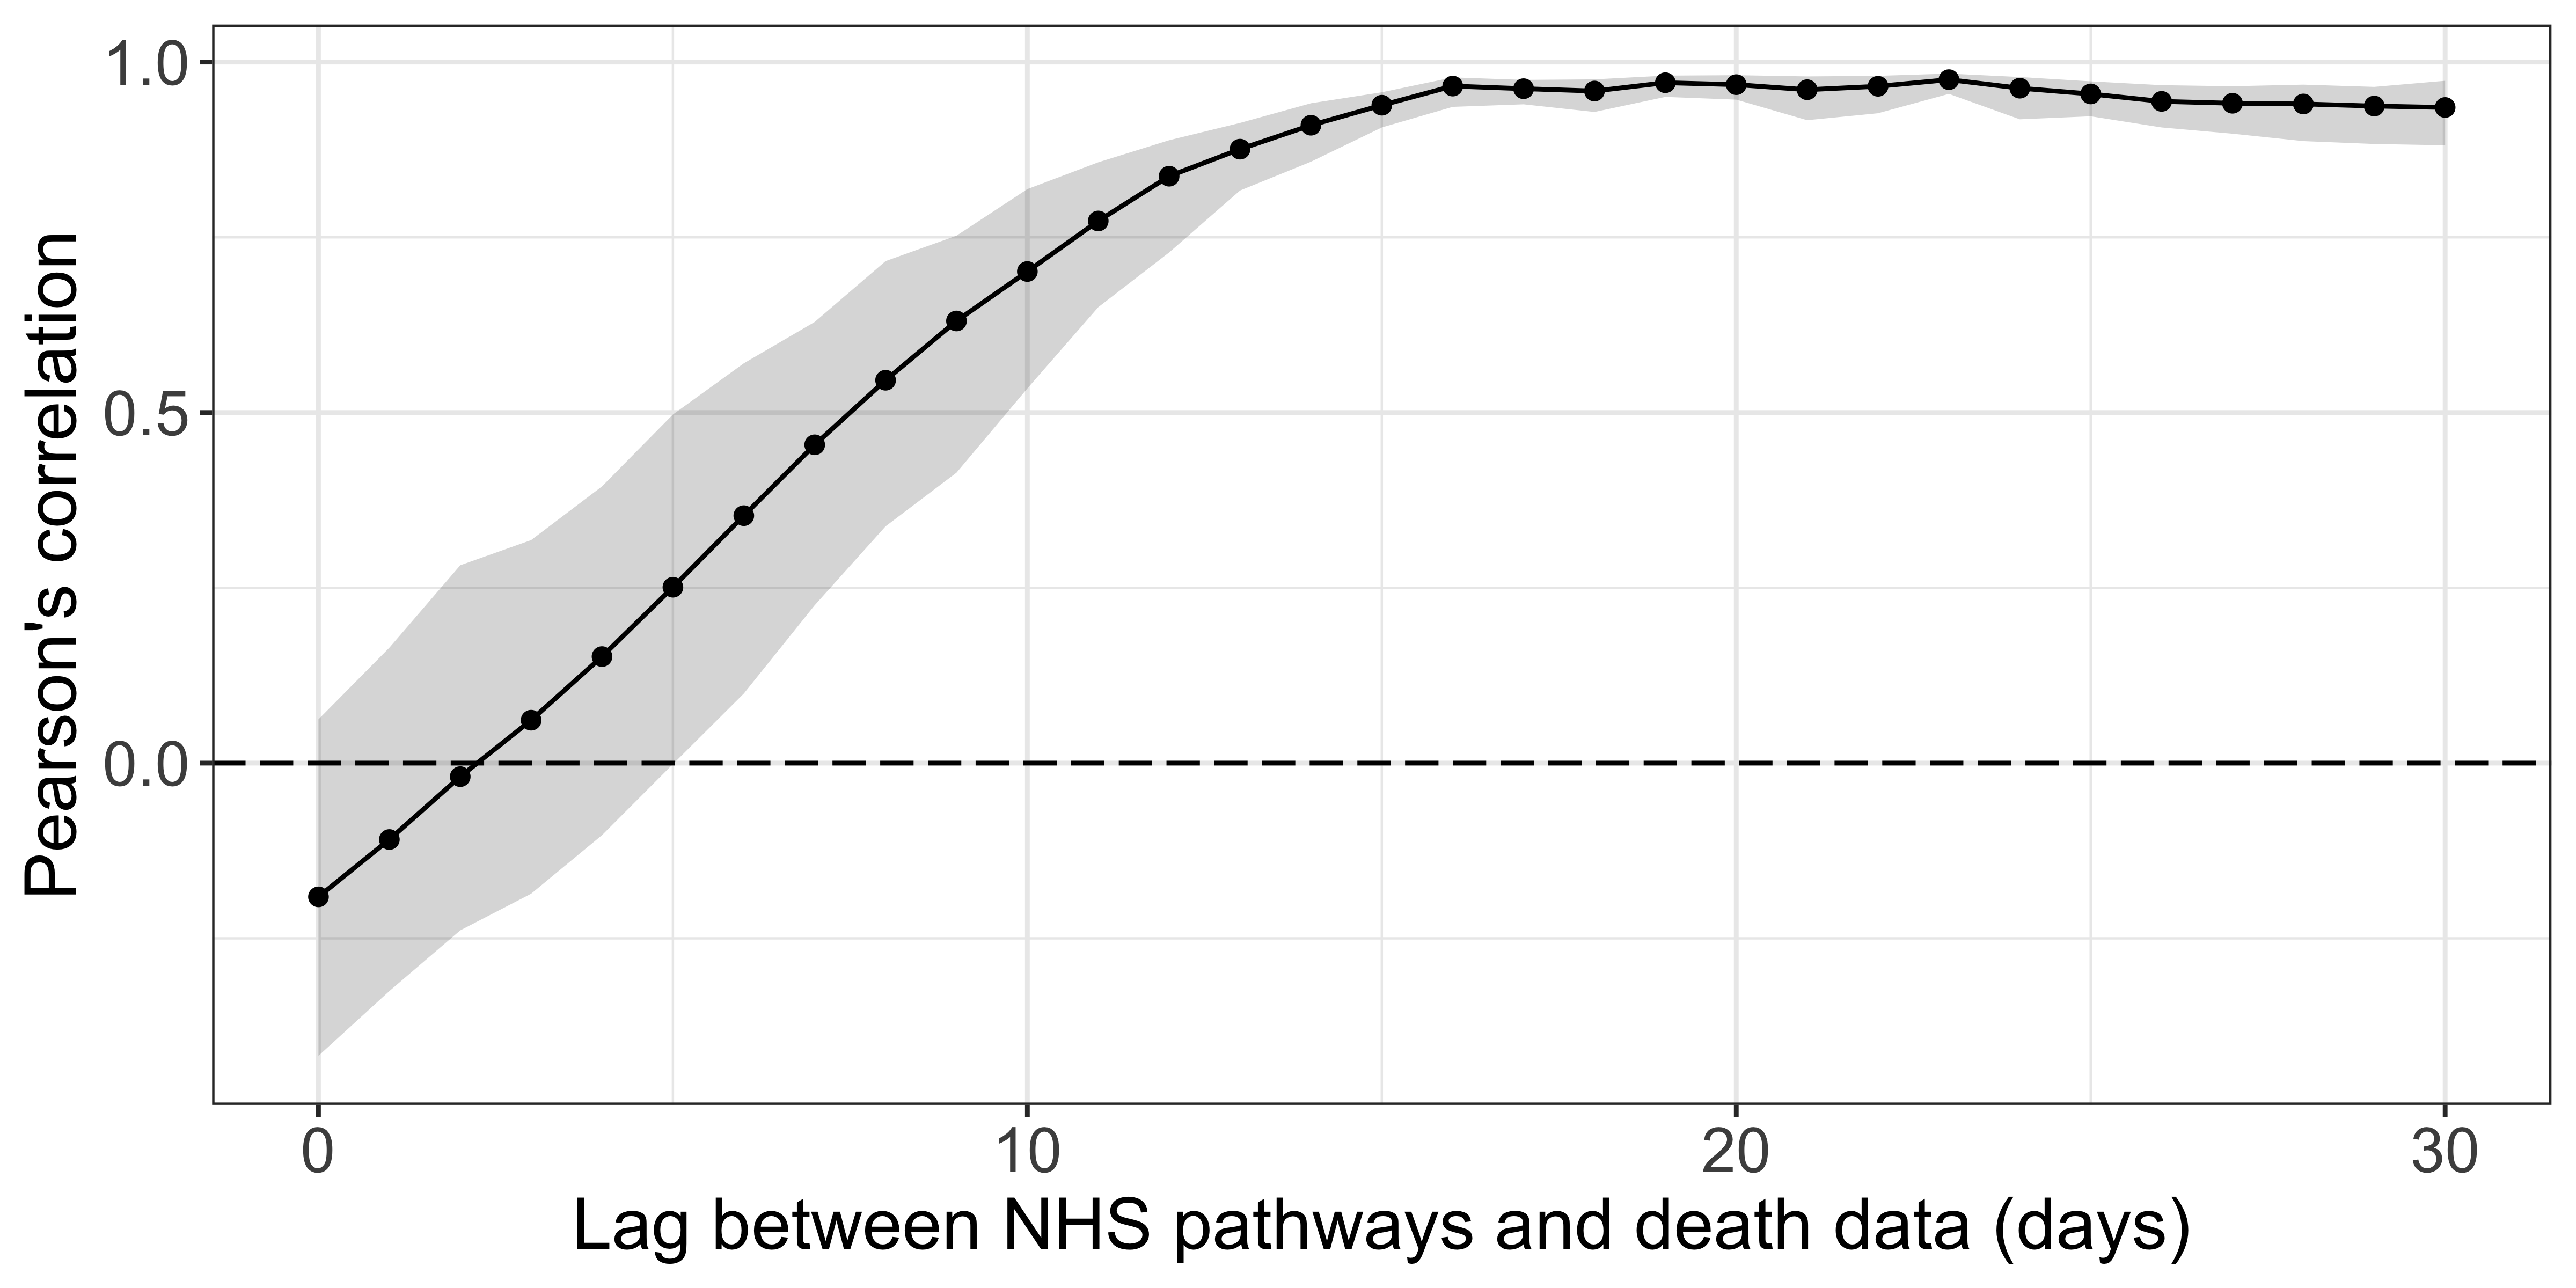 Pearson's correlation
1.0
0.5
0.0
0 10 20 30
Lag between NHS pathways and death data (days)